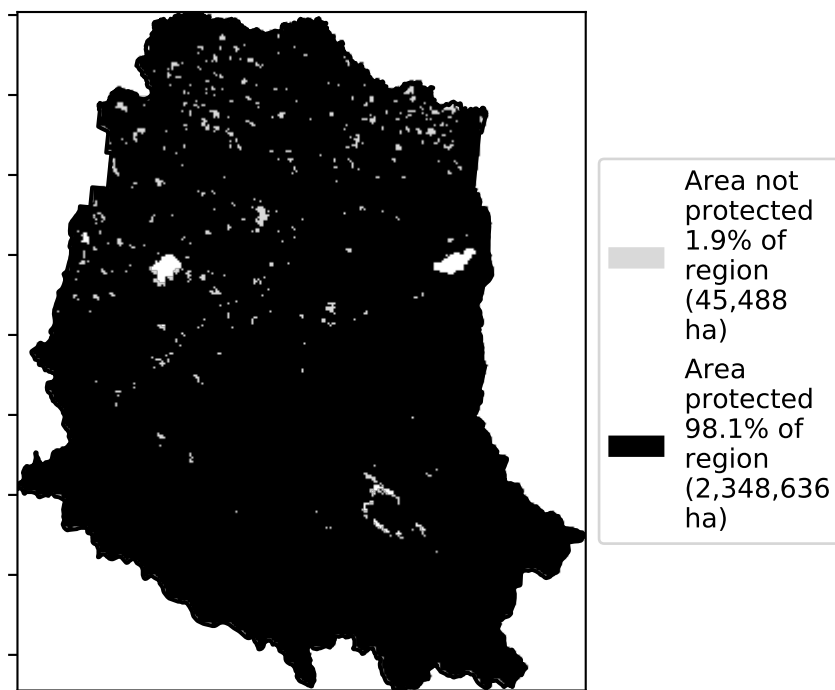 Area not
protected
1.9% of
region
(45,488
ha)
Area
protected
98.1% of
region
(2,348,636
ha)